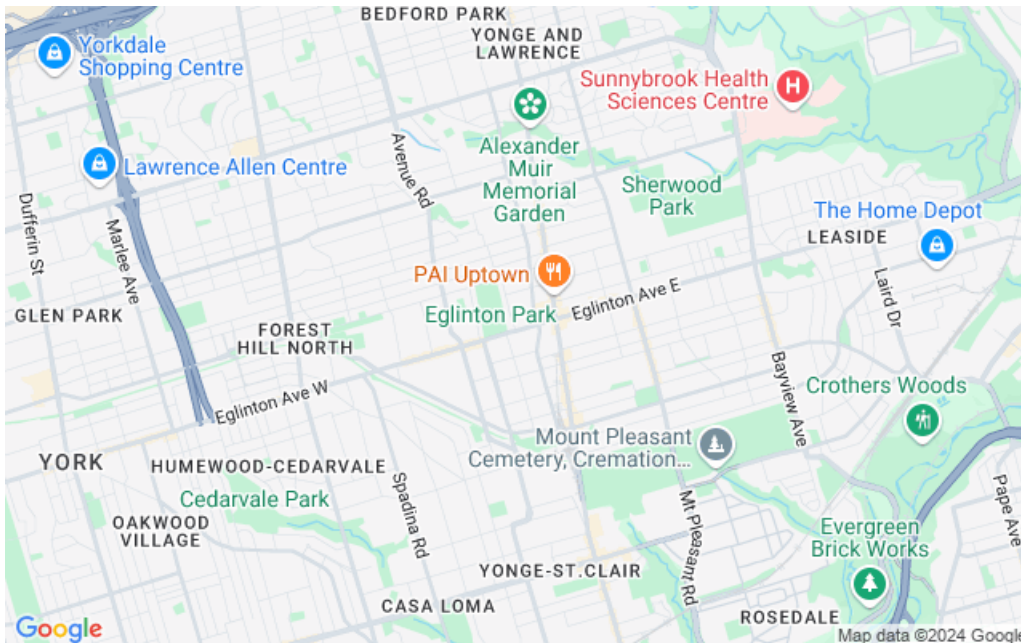 BEDFORD PARK
YONGE AND
LAWRENCE
Yorkdale
Shopping Centre
Sunnybrook Health
Sciences Centre
H
Lawrence Allen Centre
Avenue Rd
Alexander
Muir
Memorial
Garden
Sherwood
Park
Dufferin St
Marlee Ave
The Home Depot
LEASIDE
PAI Uptown
Laird Dr
GLEN PARK
Eglinton Park
Eglinton Ave E
FOREST
HILL NORTH
Bayview Ave
Eglinton Ave W
Crothers Woods
Mount Pleasant
Cemetery, Cremation...
YORK
HUMEWOOD-CEDARVALE
Cedarvale Park
Spadina Rd
Mt Pleasant Rd
Pape Ave
OAKWOOD
VILLAGE
Evergreen
Brick Works
YONGE-ST.CLAIR
CASA LOMA
ROSEDALE
Google
Map data ©2024 Google